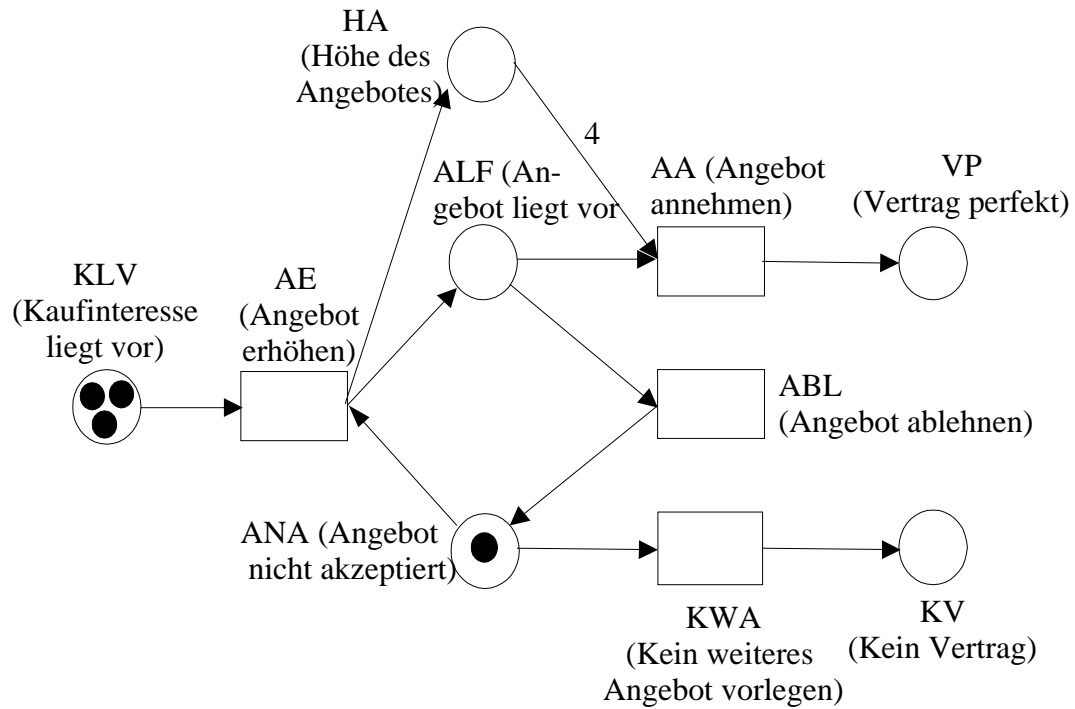 HA
(Höhe des
Angebotes)
4
ALF (An-
gebot liegt vor
AA (Angebot
annehmen)
VP
(Vertrag perfekt)
KLV
(Kaufinteresse
liegt vor)
AE
(Angebot
erhöhen)
ABL
(Angebot ablehnen)
ANA (Angebot
nicht akzeptiert)
KWA
(Kein weiteres
Angebot vorlegen)
KV
(Kein Vertrag)